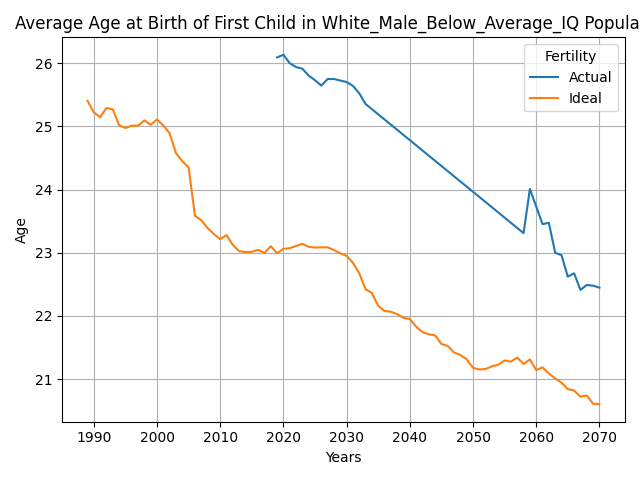 Average Age at Birth of First Child in White_Male_Below_Average_IQ Popula
Fertility
Actual
Ideal
26
25
24
23
22
21
Age
1990 2000 2010 2020 2030 2040 2050 2060 2070
Years